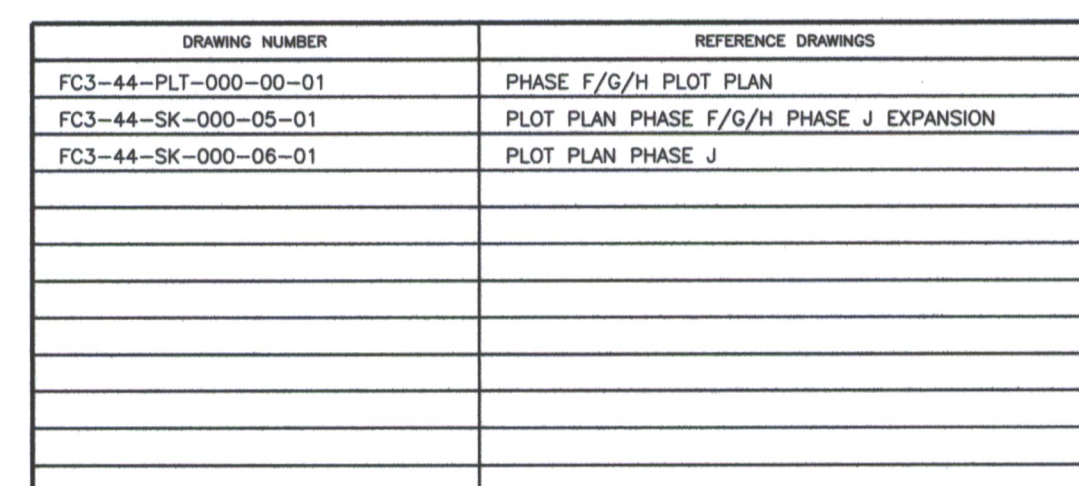 DRAWING NUMBER REFERENCE DRAWINGS
FC3-44-PLT-000-00-01 PHASE F/G/H PLOT PLAN
FC3-44-SK-000-05-01 PLOT PLAN PHASE F/G/H PHASE J EXPANSION
FC3-44-SK-000-06-01 PLOT PLAN PHASE J